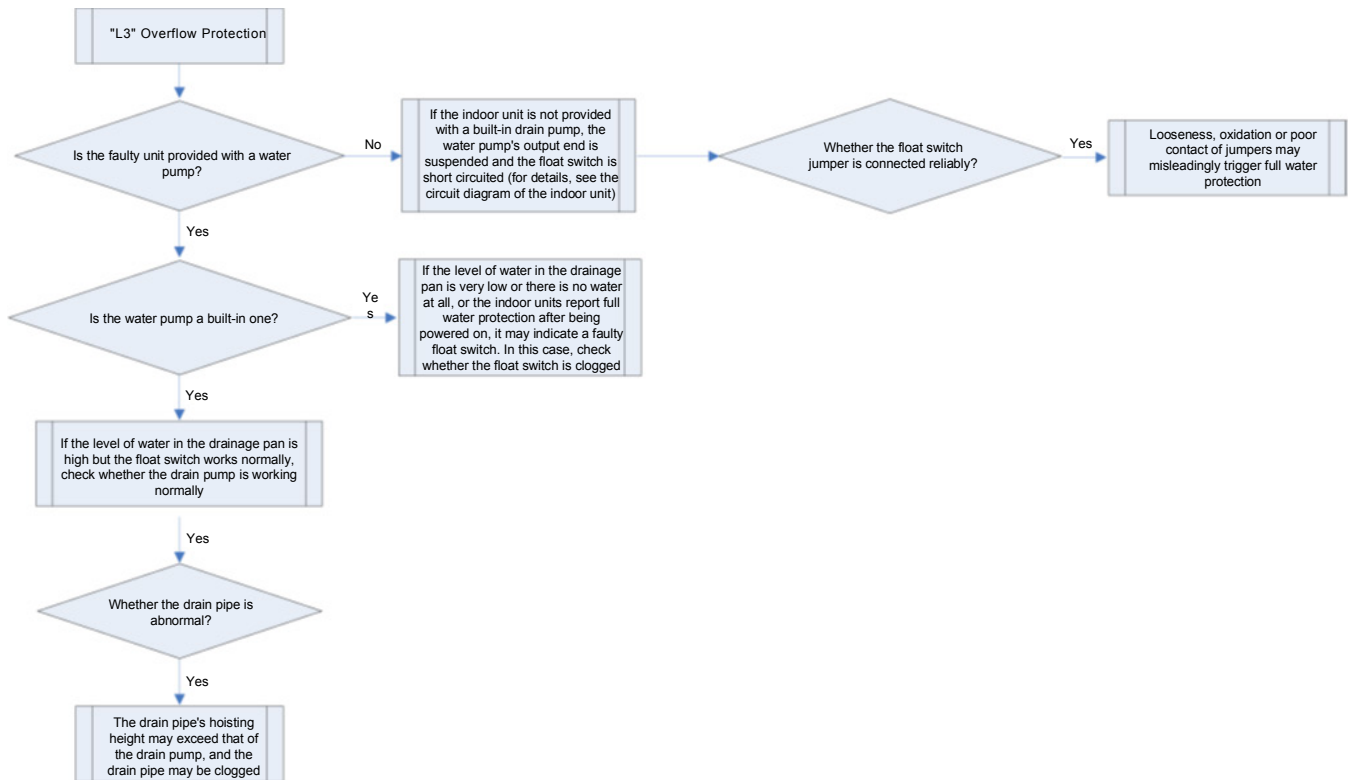 "L3" Overflow Protection
Is the faulty unit provided with a water
pump?
No
If the indoor unit is not provided
with a built-in drain pump, the
water pump's output end is
suspended and the float switch is
short circuited (for details, see the
circuit diagram of the indoor unit)
Whether the float switch
jumper is connected reliably?
Yes
Looseness, oxidation or poor
contact of jumpers may
misleadingly trigger full water
protection
Yes
Is the water pump a built-in one?
Ye
s
If the level of water in the drainage
pan is very low or there is no water
at all, or the indoor units report full
water protection after being
powered on, it may indicate a faulty
float switch. In this case, check
whether the float switch is clogged
Yes
If the level of water in the drainage pan is
high but the float switch works normally,
check whether the drain pump is working
normally
Yes
Whether the drain pipe is
abnormal?
Yes
The drain pipe's hoisting
height may exceed that of
the drain pump, and the
drain pipe may be clogged